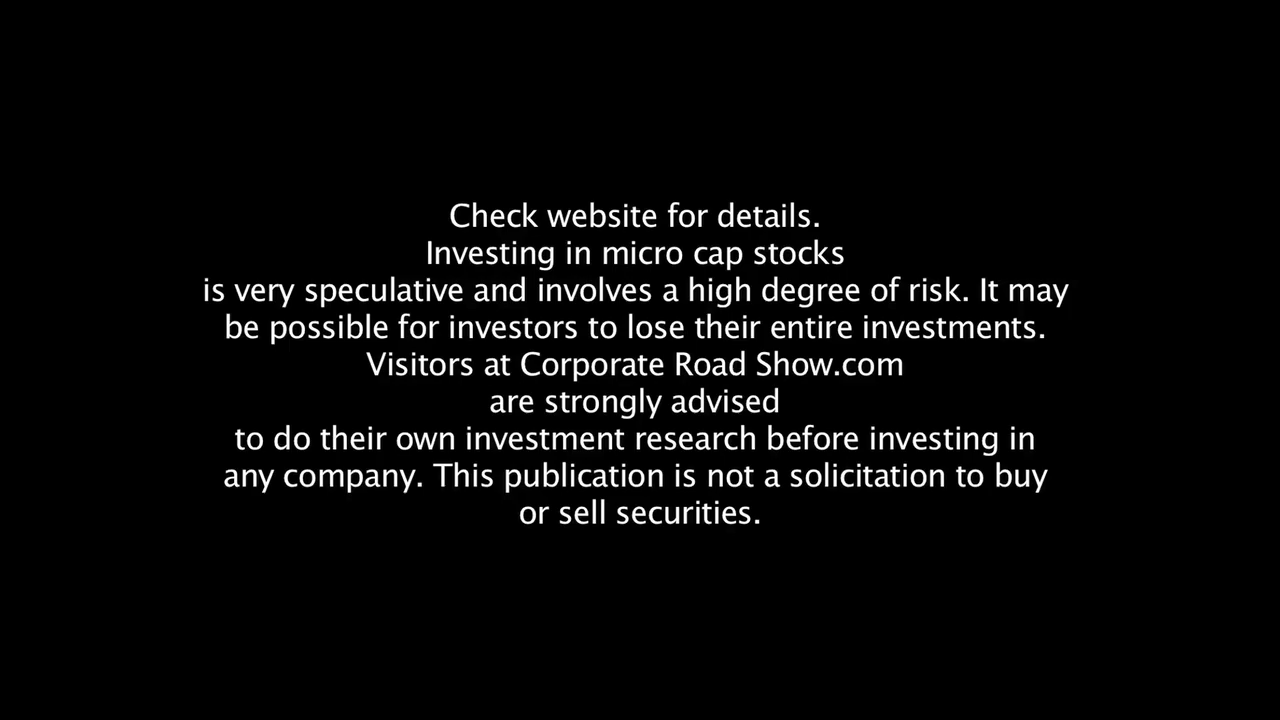 Check website for details.
Investing in micro cap stocks
is very speculative and involves a high degree of risk. It may
be possible for investors to lose their entire investments.
Visitors at Corporate Road Show.com
are strongly advised
to do their own investment research before investing in
any company. This publication is not a solicitation to buy
or sell securities.